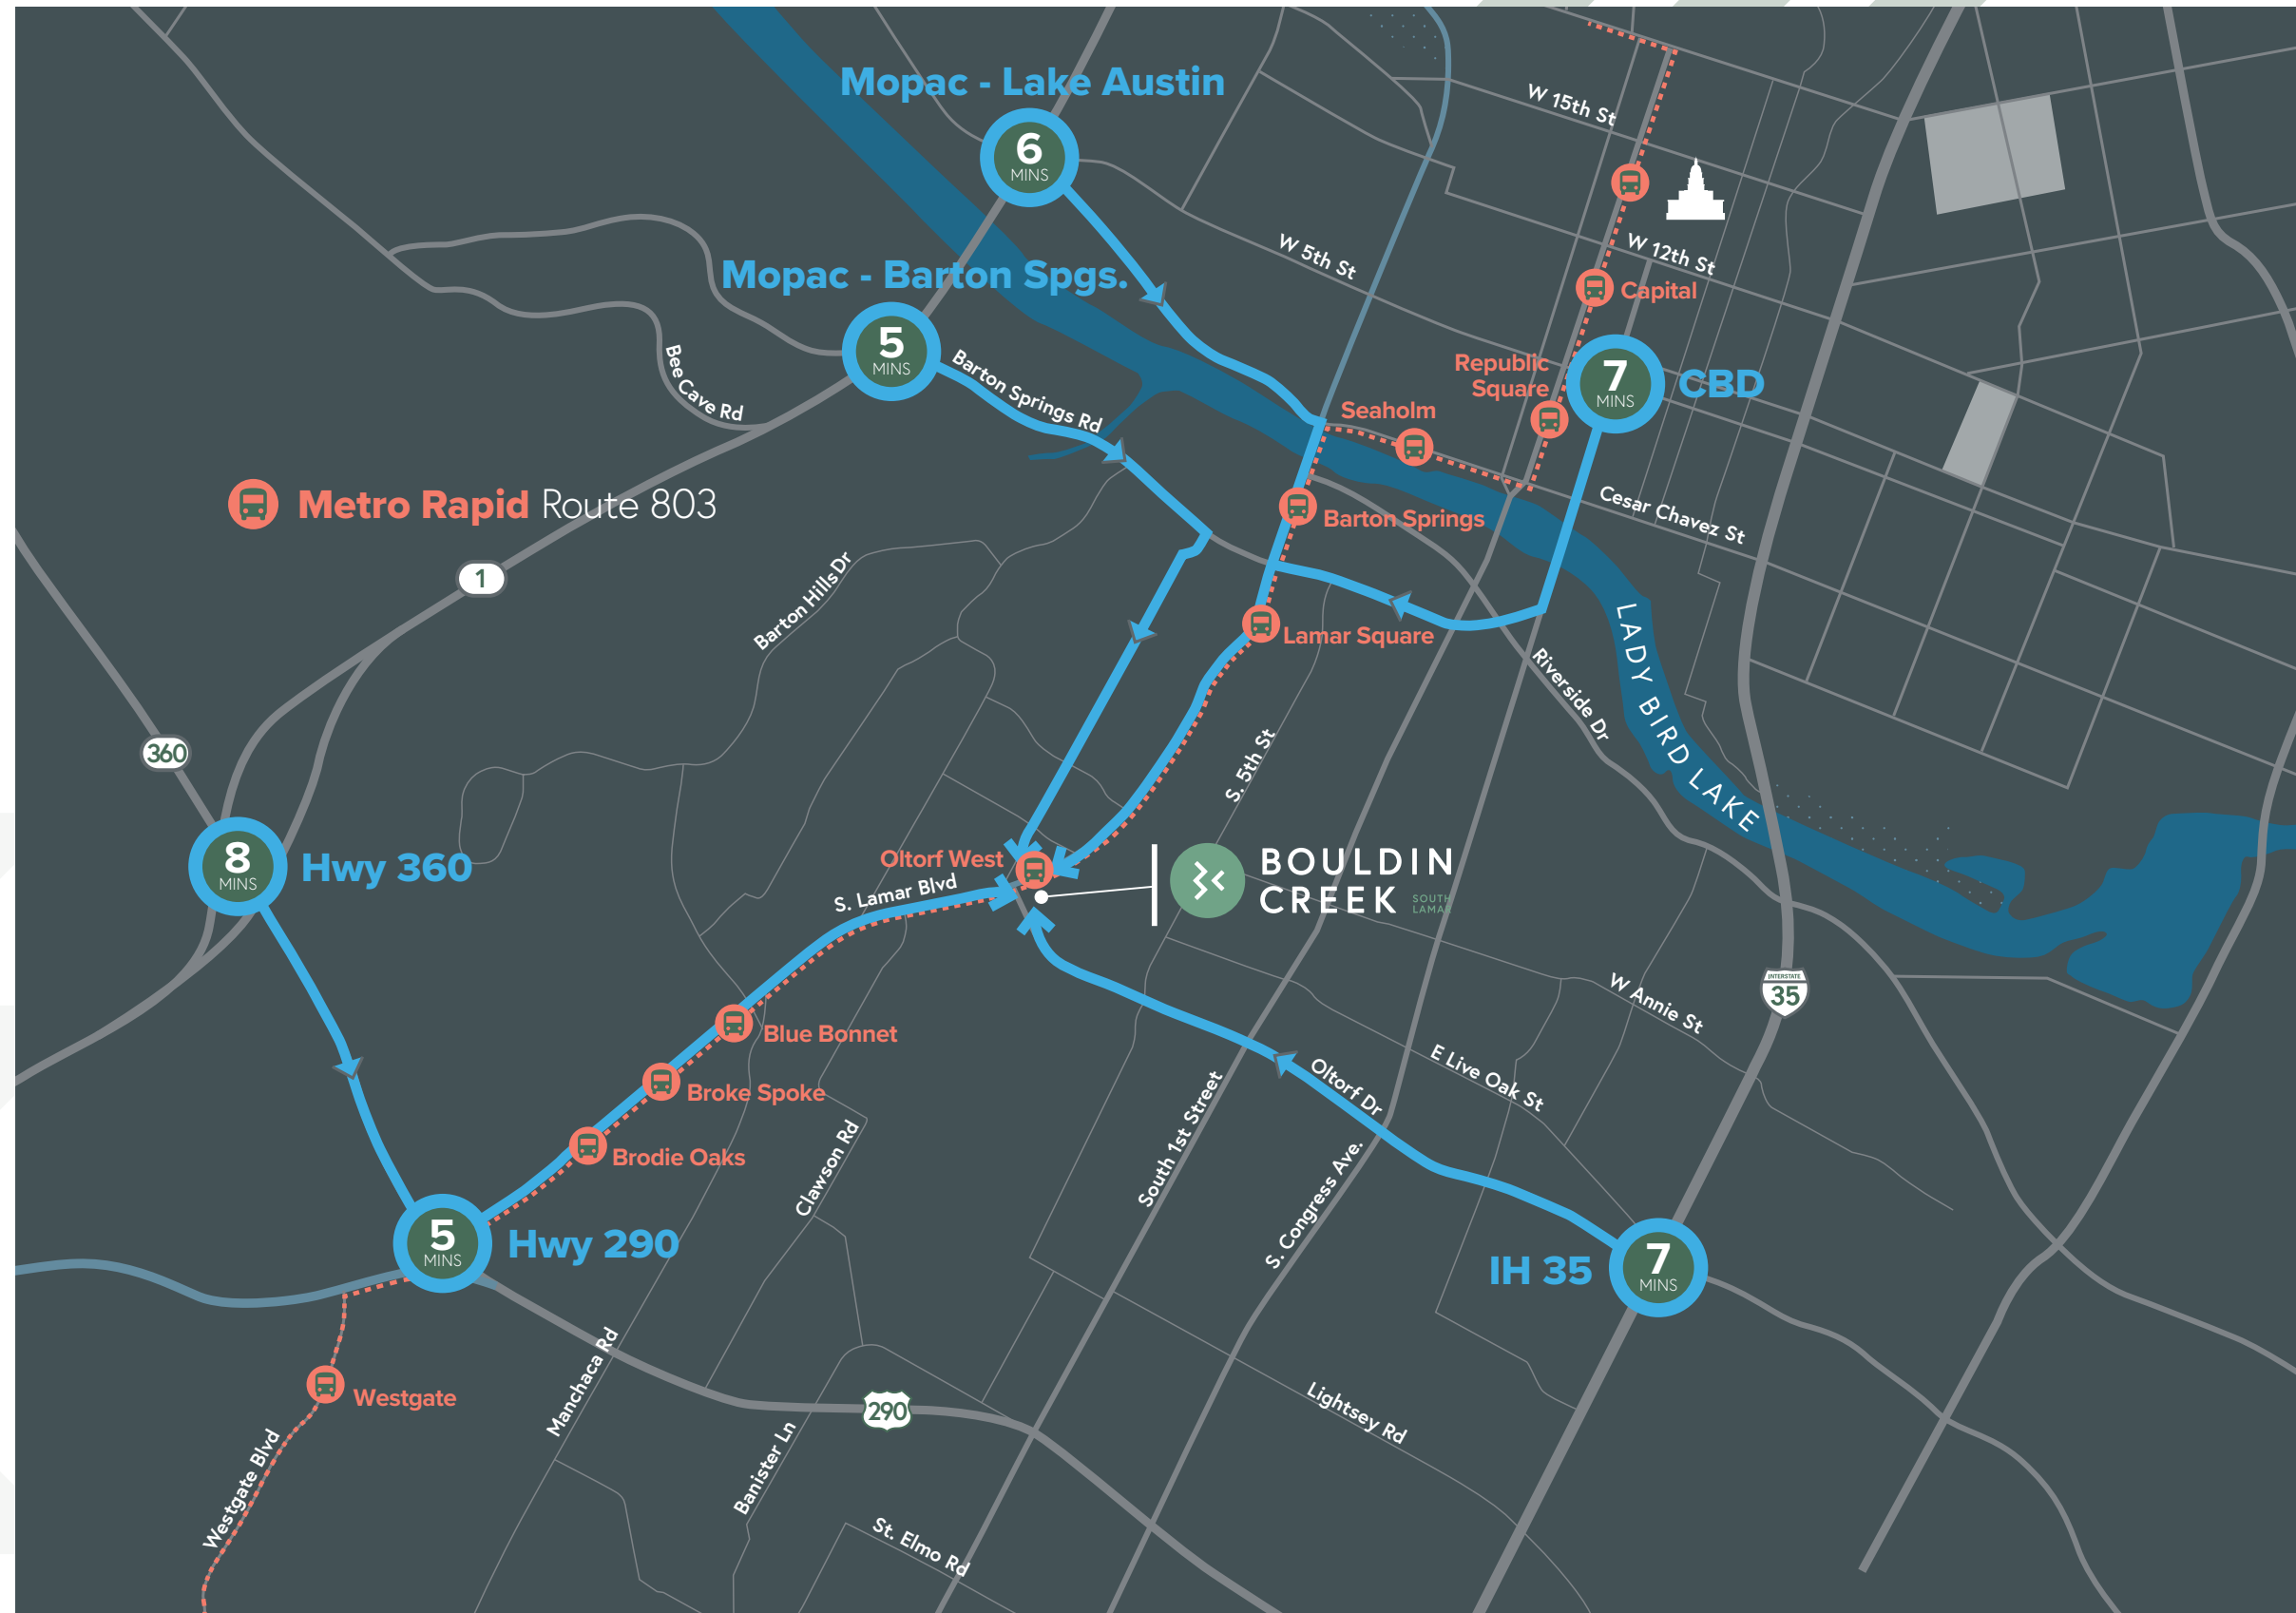 Mopac - Lake Austin
6
MINS
W 15th St
W 12th St
W 5th St
Mopac - Barton Spgs.
5
MINS
Barton Springs Rd
Bee Cave Rd
Capital
Republic
Square
7
MINS
CBD
Seaholm
Cesar Chavez St
Metro Rapid Route 803
Barton Springs
1
Barton Hills Dr
Lamar Square
LADY BIRD LAKE
Riverside Dr
S. 5th St
360
8
MINS
Hwy 360
Oltorf West
S. Lamar Blvd
BOULDIN
CREEK
SOUTH
LAMAR
INTERSTATE
35
W Annie St
Blue Bonnet
E Live Oak St
Oltorf Dr
Broke Spoke
Brodie Oaks
Clawson Rd
South 1st Street
S. Congress Ave.
5
MINS
Hwy 290
IH 35
7
MINS
Manchaca Rd
Westgate
290
Lightsey Rd
Banister Ln
Westgate Blvd
St. Elmo Rd